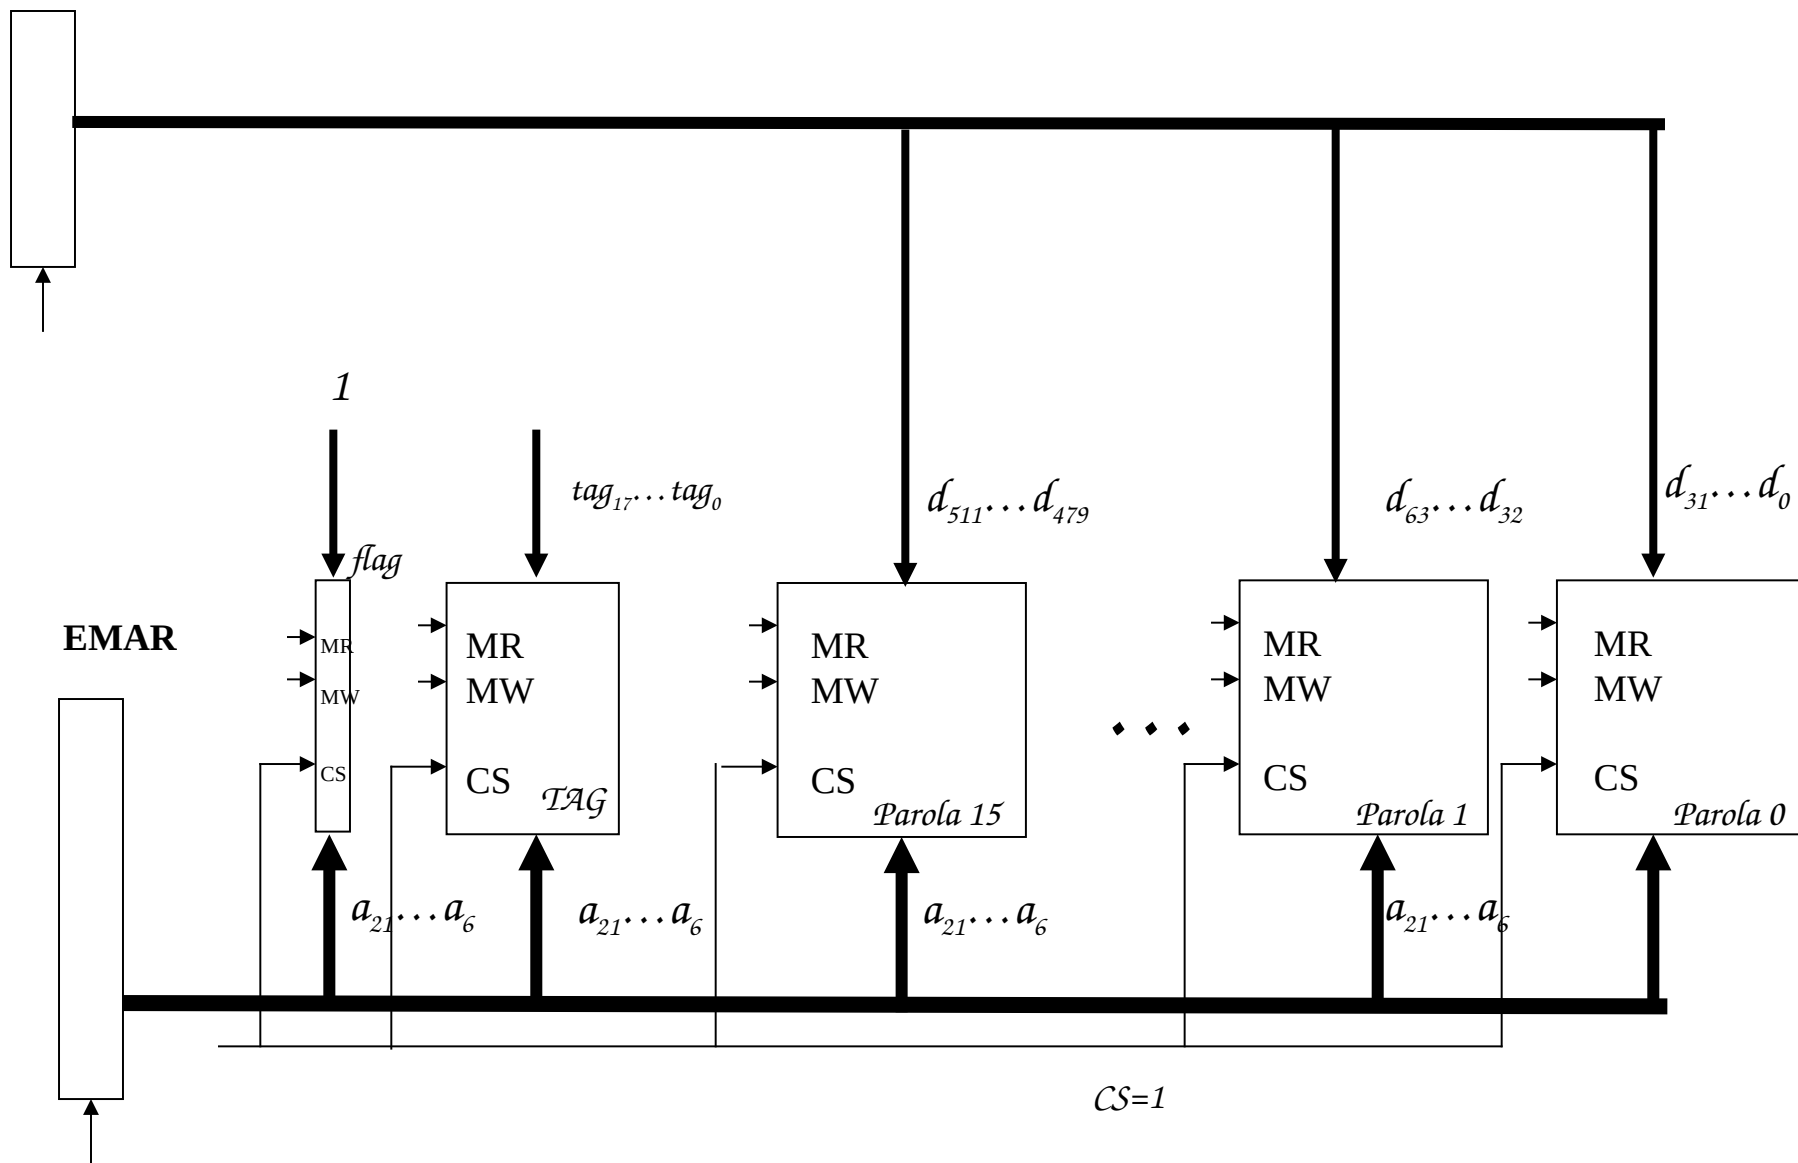 1
tag17…tag0
d511…d479
d63…d32
d31…d0
flag
EMAR
MR
MW
CS
MR
MW
CS
TAG
MR
MW
CS
Parola 15
…
MR
MW
CS
Parola 1
MR
MW
CS
Parola 0
a21…a6
a21…a6
a21…a6
a21…a6
CS=1